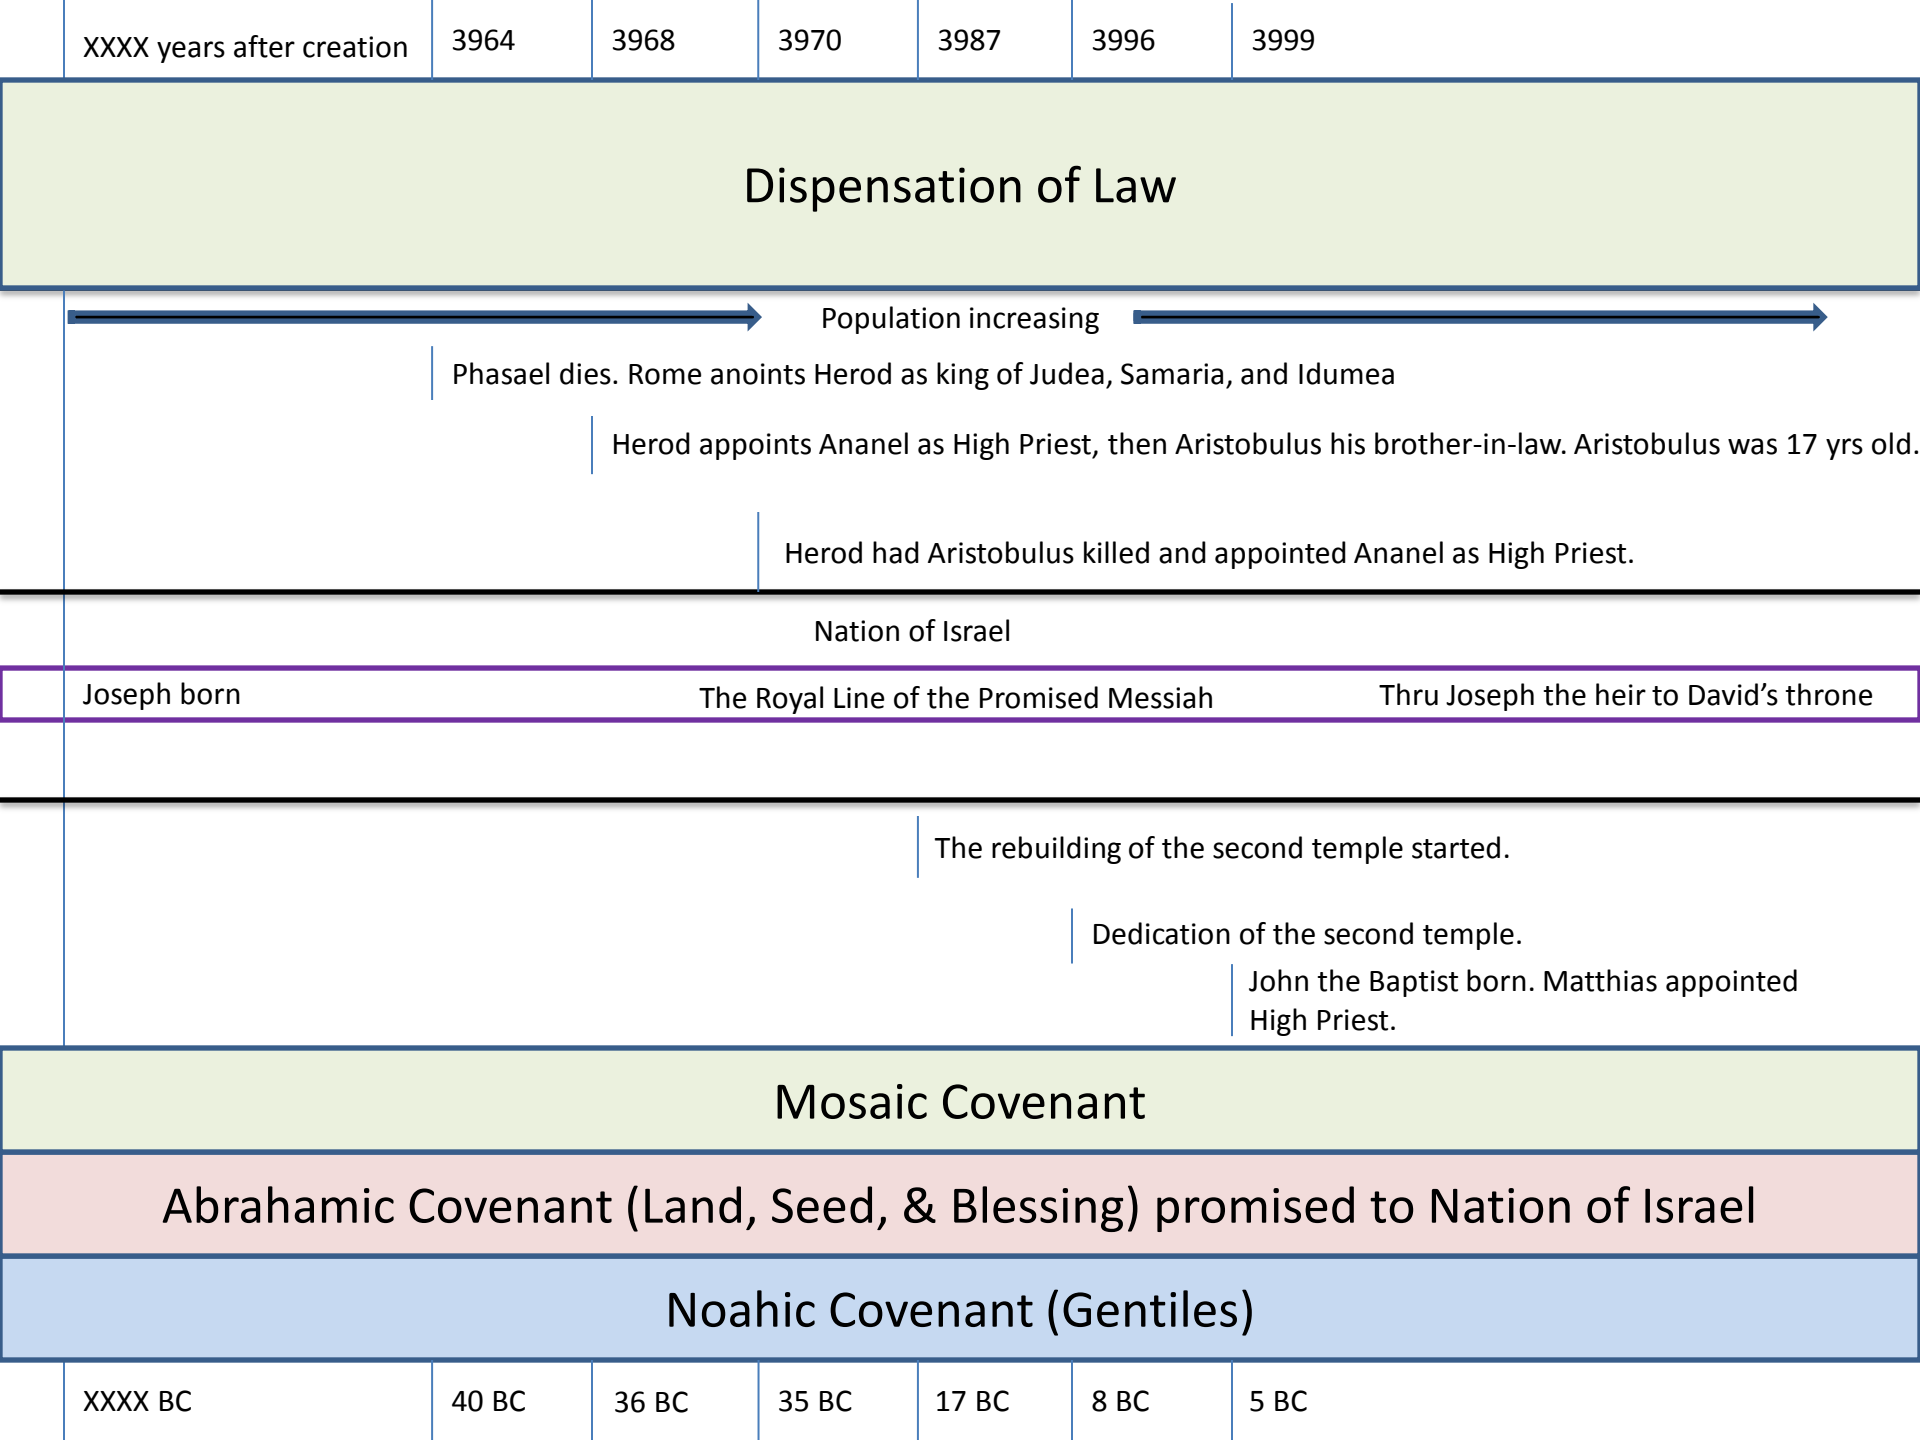 XXXX years after creation 3964 3968 3970 3987 3996 3999
Dispensation of Law
Population increasing
Phasael dies. Rome anoints Herod as king of Judea, Samaria, and Idumea
Herod appoints Ananel as High Priest, then Aristobulus his brother-in-law. Aristobulus was 17 yrs old.
Herod had Aristobulus killed and appointed Ananel as High Priest.
Nation of Israel
Joseph born The Royal Line of the Promised Messiah Thru Joseph the heir to David’s throne
The rebuilding of the second temple started.
Dedication of the second temple.
John the Baptist born. Matthias appointed
High Priest.
Mosaic Covenant
Abrahamic Covenant (Land, Seed, & Blessing) promised to Nation of Israel
Noahic Covenant (Gentiles)
XXXX BC 40 BC 36 BC 35 BC 17 BC 8 BC 5 BC